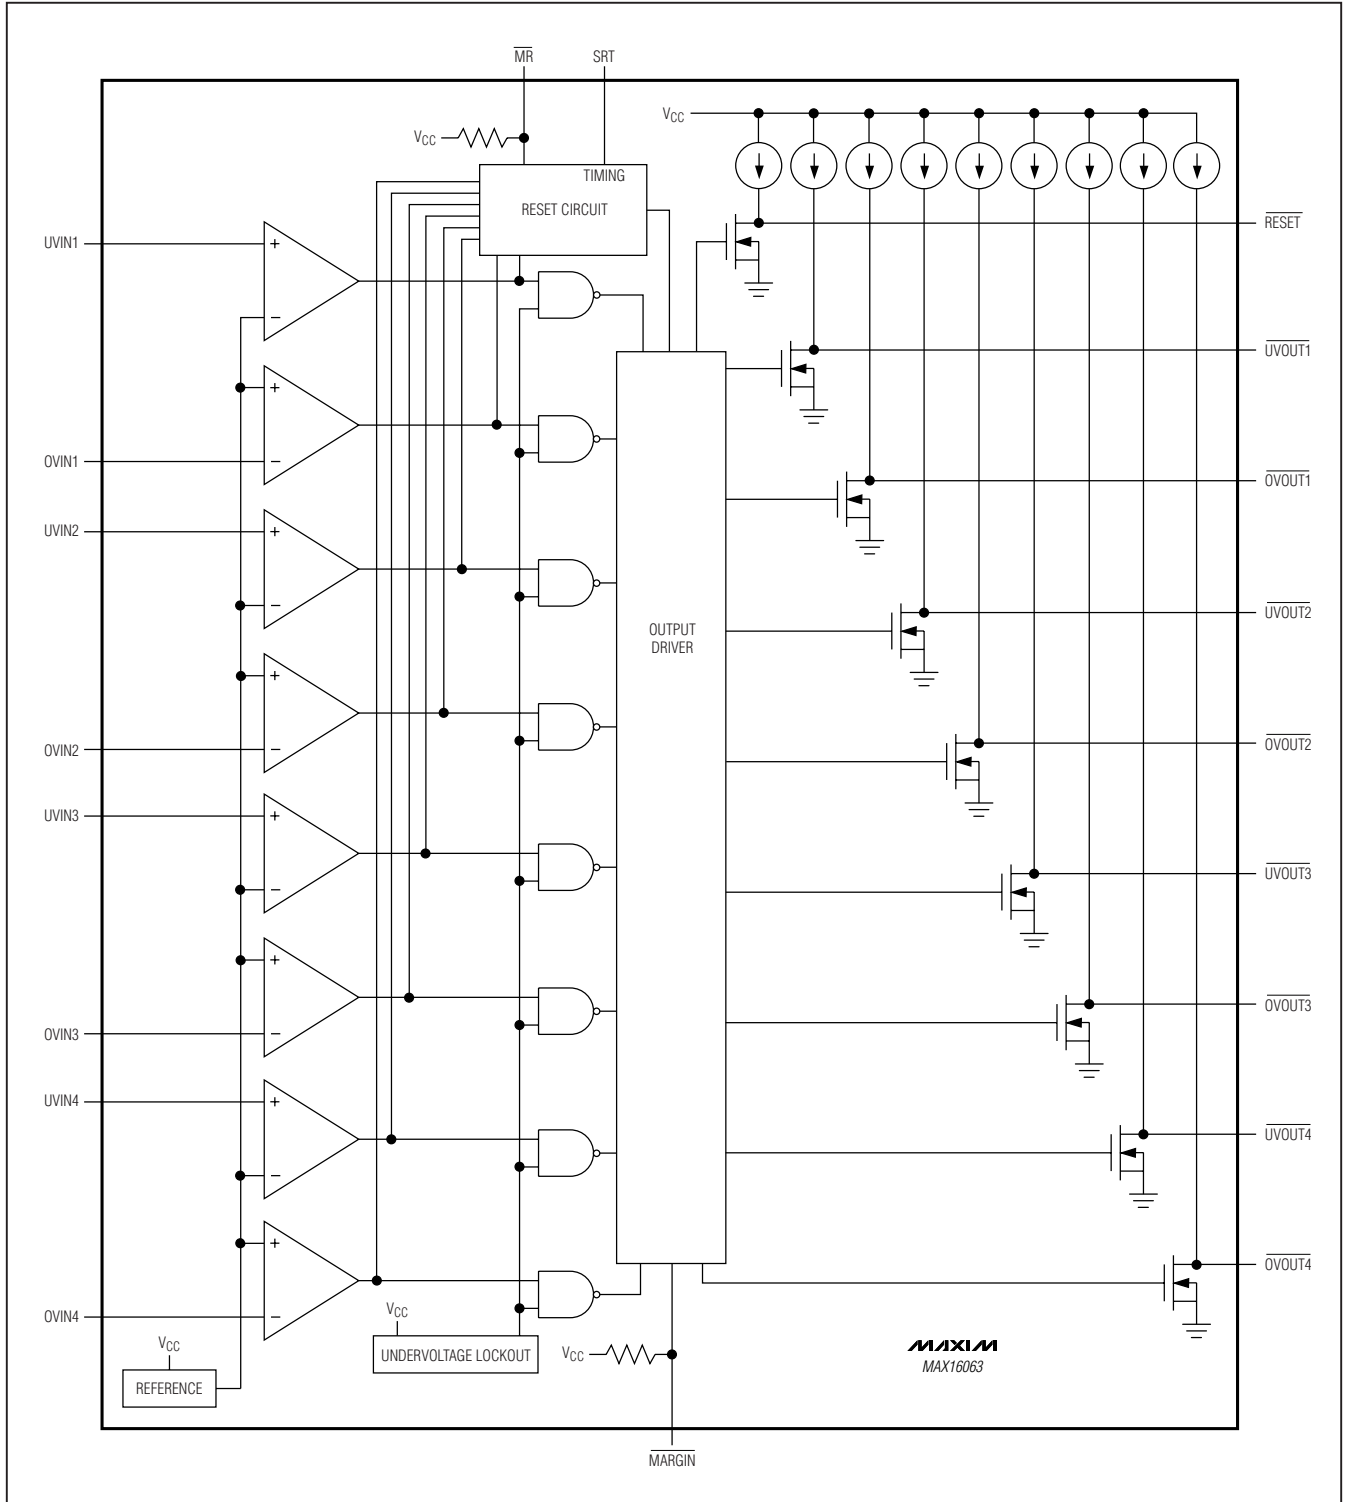 MR SRT
VCC
VCC
TIMING
RESET CIRCUIT
RESET
UVIN1
UVOUT1
OVIN1
OVOUT1
UVIN2
UVOUT2
OUTPUT
DRIVER
OVIN2
OVOUT2
UVIN3
UVOUT3
OVIN3
OVOUT3
UVIN4
UVOUT4
OVOUT4
OVIN4
VCC
VCC
UNDERVOLTAGE LOCKOUT
VCC
REFERENCE
MAXIM
MAX16063
MARGIN